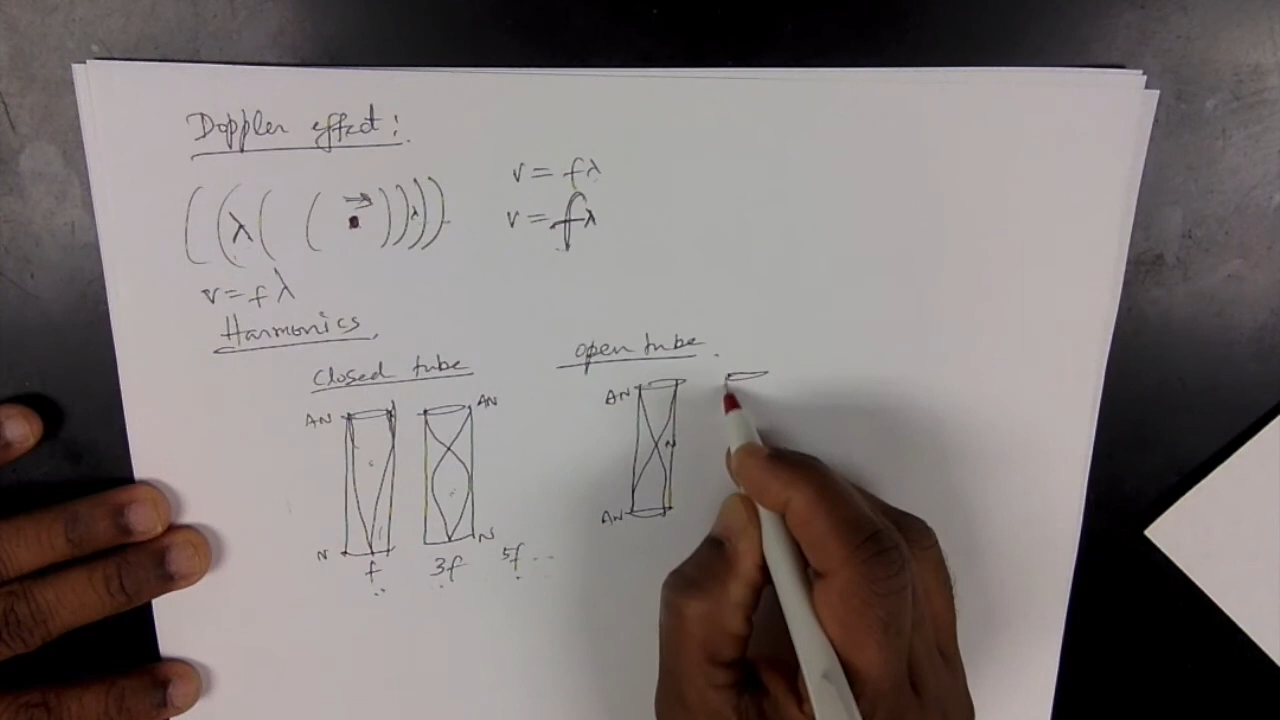 Doppler effect:
v = fλ
v = fλ
λ λ
v = fλ
Harmonics
closed tube
open tube
AN AN AN
N
N N AN
f 3f 5f --